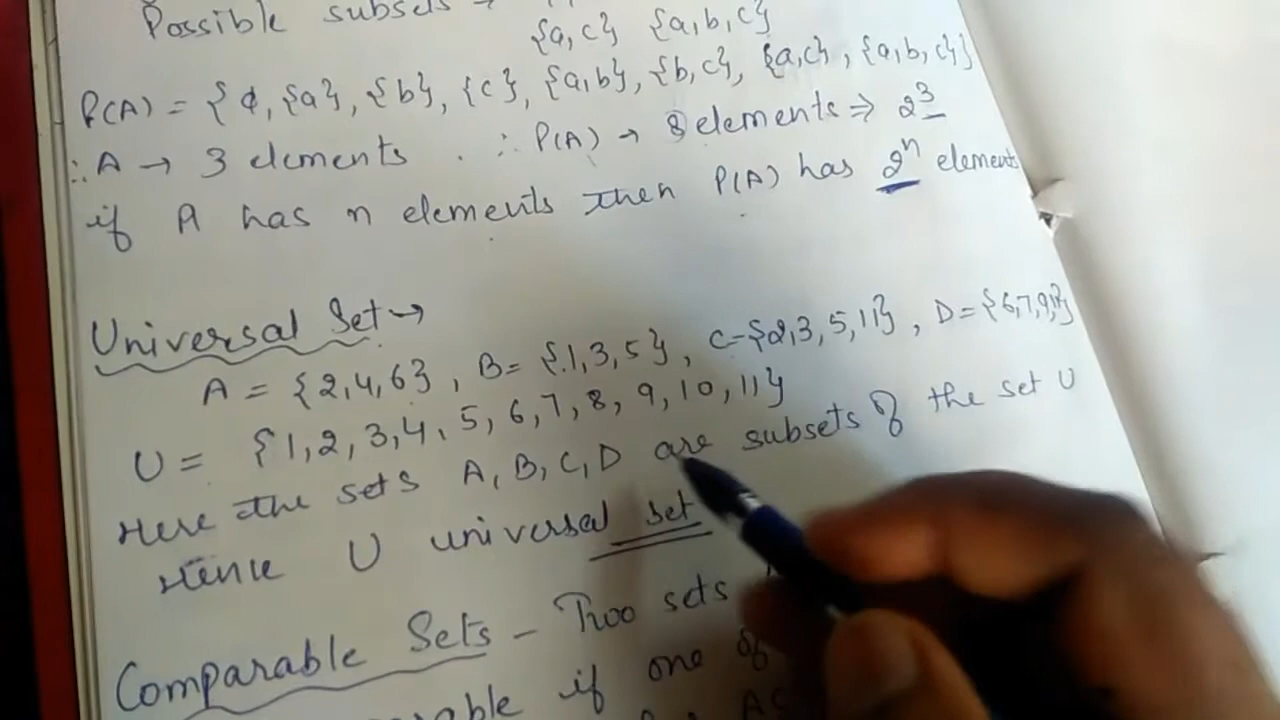 Possible subsets →
{a,c} {a,b,c}
P(A) = { ϕ, {a}, {b}, {c}, {a,b}, {b,c}, {a,c}, {a,b,c}}
∴ A → 3 elements . ∴ P(A) → 8 elements ⇒ 2³
if A has n elements then P(A) has 2ⁿ elements
Universal Set →
A = {2,4,6} , B = {1,3,5} , C = {2,3,5,11} , D = {6,7,9,11}
U = {1,2,3,4,5,6,7,8,9,10,11}
Here the sets A, B, C, D are subsets of the set U
Hence U universal set
Comparable Sets - Two sets
if one of